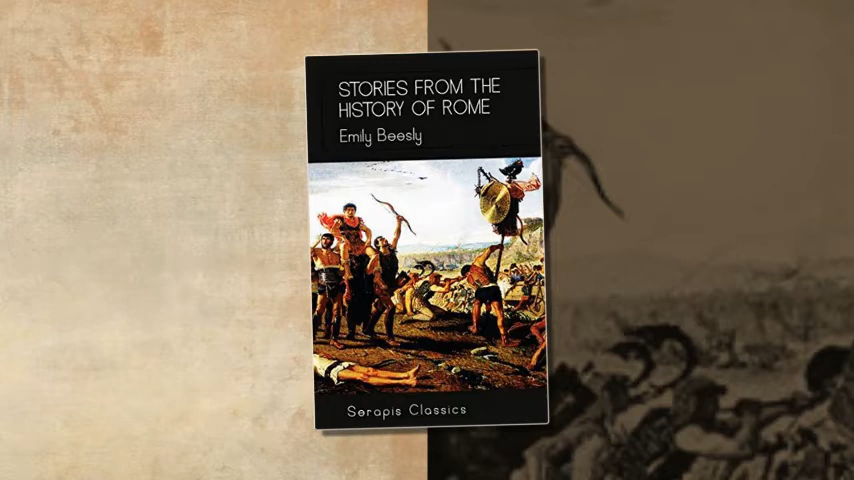 STORIES FROM THE
HISTORY OF ROME
Emily Beesly
Serapis Classics